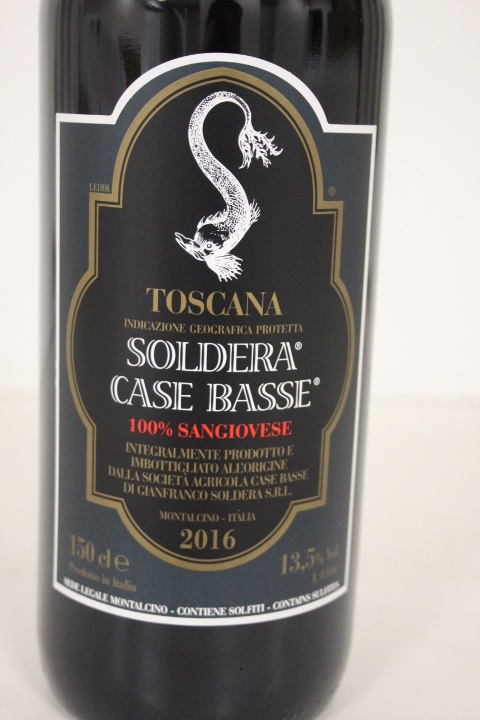 LEDDI ®
TOSCANA
INDICAZIONE GEOGRAFICA PROTETTA
SOLDERA®
CASE BASSE®
100% SANGIOVESE
INTEGRALMENTE PRODOTTO E
IMBOTTIGLIATO ALL'ORIGINE
DALLA SOCIETÀ AGRICOLA CASE BASSE
DI GIANFRANCO SOLDERA S.R.L.
MONTALCINO - ITALIA
2016
150 cl e
Prodotto in Italia
13,5% Vol
SEDE LEGALE MONTALCINO - CONTIENE SOLFITI - CONTAINS SULFITES